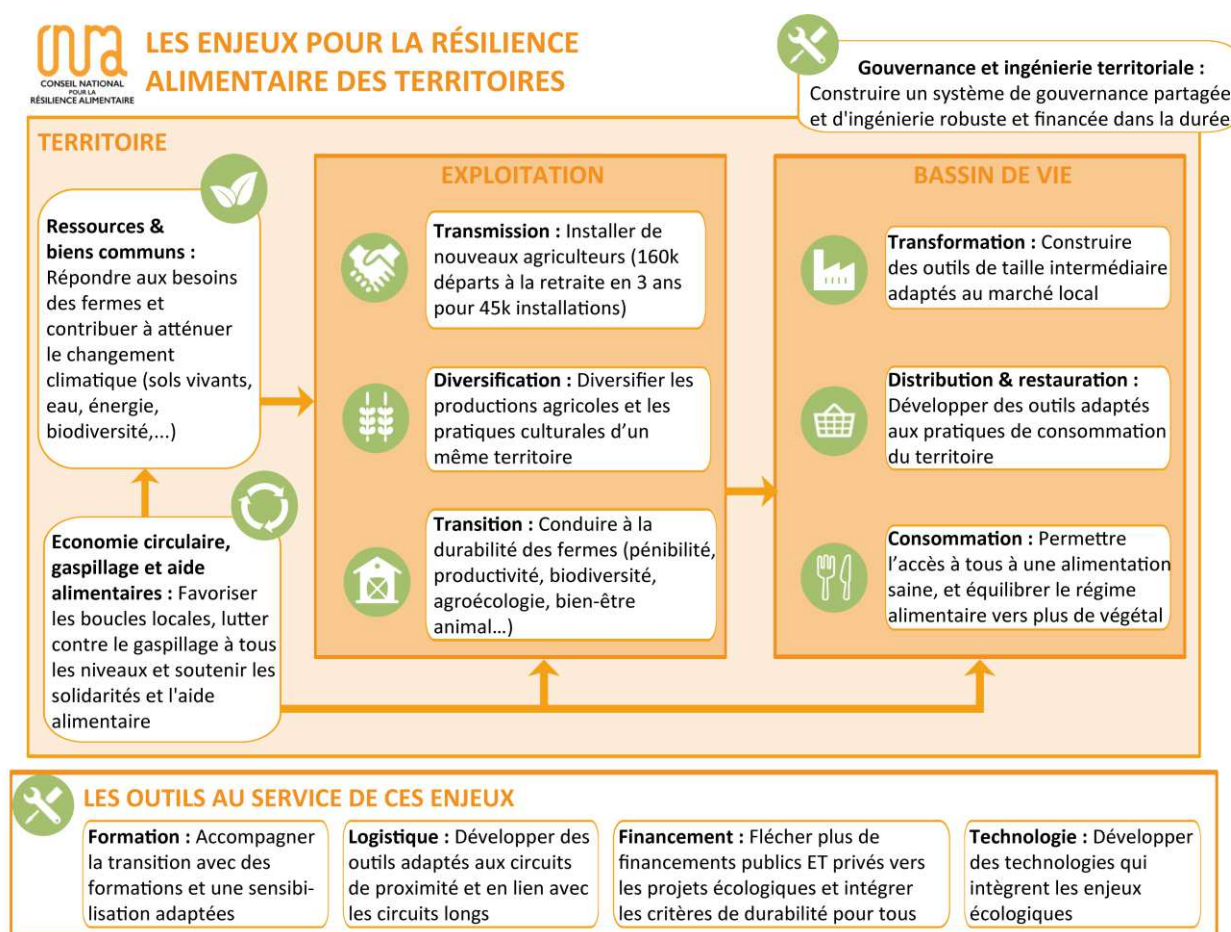 cnra
CONSEIL NATIONAL
POUR LA
RÉSILIENCE ALIMENTAIRE
LES ENJEUX POUR LA RÉSILIENCE
ALIMENTAIRE DES TERRITOIRES
Gouvernance et ingénierie territoriale :
Construire un système de gouvernance partagée
et d'ingénierie robuste et financée dans la durée
TERRITOIRE
Ressources &
biens communs :
Répondre aux besoins
des fermes et
contribuer à atténuer
le changement
climatique (sols vivants,
eau, énergie,
biodiversité,...)
Economie circulaire,
gaspillage et aide
alimentaires : Favoriser
les boucles locales, lutter
contre le gaspillage à tous
les niveaux et soutenir les
solidarités et l'aide
alimentaire
EXPLOITATION
Transmission : Installer de
nouveaux agriculteurs (160k
départs à la retraite en 3 ans
pour 45k installations)
Diversification : Diversifier les
productions agricoles et les
pratiques culturales d’un
même territoire
Transition : Conduire à la
durabilité des fermes (pénibilité,
productivité, biodiversité,
agroécologie, bien-être
animal…)
BASSIN DE VIE
Transformation : Construire
des outils de taille intermédiaire
adaptés au marché local
Distribution & restauration :
Développer des outils adaptés
aux pratiques de consommation
du territoire
Consommation : Permettre
l’accès à tous à une alimentation
saine, et équilibrer le régime
alimentaire vers plus de végétal
LES OUTILS AU SERVICE DE CES ENJEUX
Formation : Accompagner
la transition avec des
formations et une sensibi-
lisation adaptées
Logistique : Développer des
outils adaptés aux circuits
de proximité et en lien avec
les circuits longs
Financement : Flécher plus de
financements publics ET privés vers
les projets écologiques et intégrer
les critères de durabilité pour tous
Technologie : Développer
des technologies qui
intègrent les enjeux
écologiques